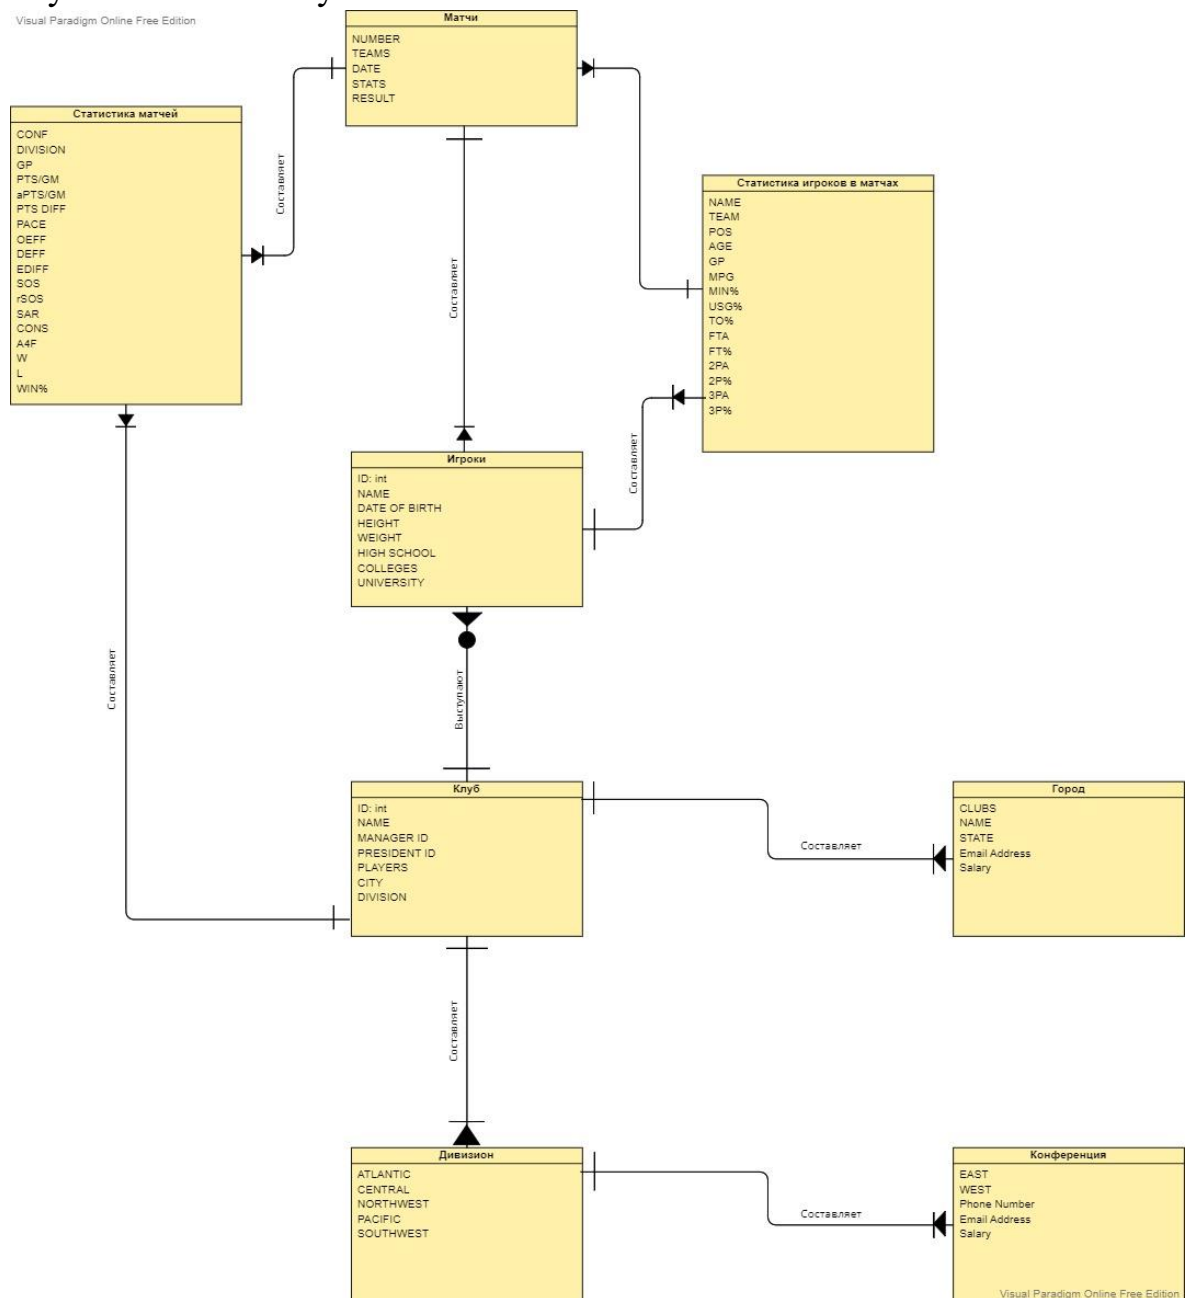 Visual Paradigm Online Free Edition
Матчи
NUMBER
TEAMS
DATE
STATS
RESULT
Составляет
Составляет
Статистика матчей
CONF
DIVISION
GP
PTS/GM
aPTS/GM
PTS DIFF
PACE
OEFF
DEFF
EDIFF
SOS
rSOS
SAR
CONS
A4F
W
L
WIN%
Статистика игроков в матчах
NAME
TEAM
POS
AGE
GP
MPG
MIN%
USG%
TO%
FTA
FT%
2PA
2P%
3PA
3P%
Составляет
Игроки
ID: int
NAME
DATE OF BIRTH
HEIGHT
WEIGHT
HIGH SCHOOL
COLLEGES
UNIVERSITY
Составляет
Выступают
Клуб
ID: int
NAME
MANAGER ID
PRESIDENT ID
PLAYERS
CITY
DIVISION
Составляет
Город
CLUBS
NAME
STATE
Email Address
Salary
Составляет
Дивизион
ATLANTIC
CENTRAL
NORTHWEST
PACIFIC
SOUTHWEST
Составляет
Конференция
EAST
WEST
Phone Number
Email Address
Salary
Visual Paradigm Online Free Edition